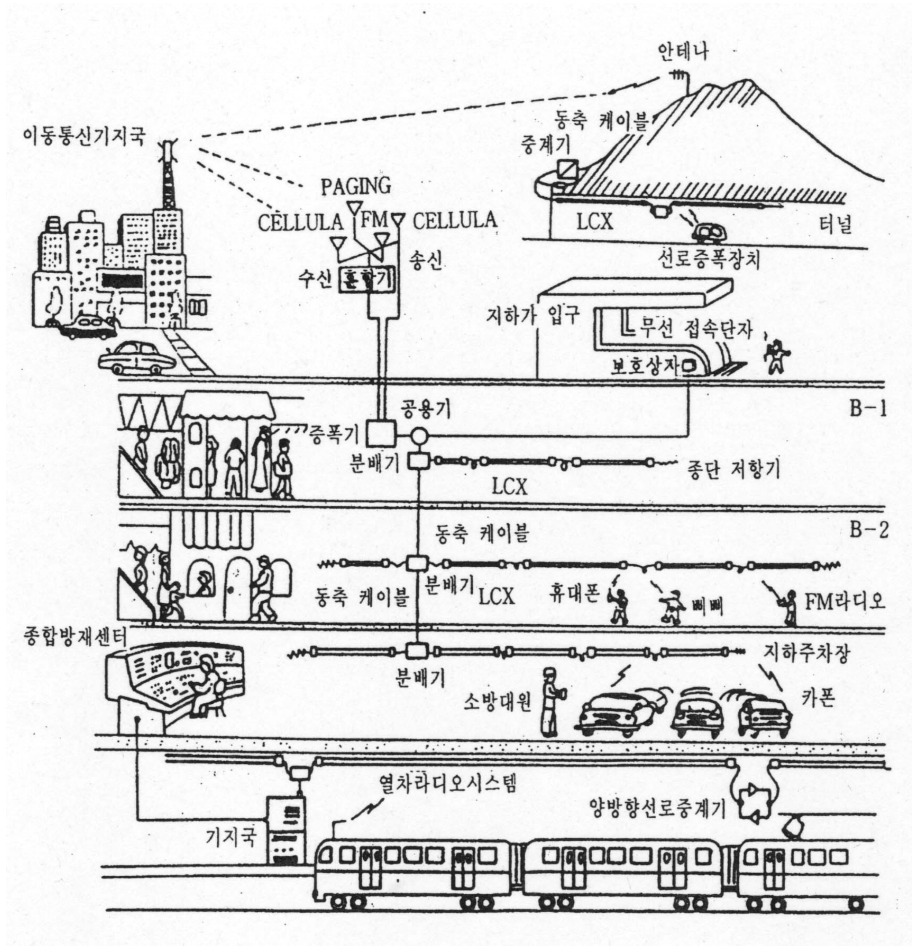 안테나
동축 케이블
중계기
이동통신기지국
PAGING
CELLULA FM CELLULA
LCX
터널
수신 혼합기 송신
선로증폭장치
지하가 입구
무선 접속단자
보호상자
B-1
공용기
증폭기
분배기
종단 저항기
LCX
B-2
동축 케이블
동축 케이블
분배기
LCX
휴대폰
삐삐
FM라디오
종합방재센터
분배기
지하주차장
소방대원
카폰
열차라디오시스템
양방향선로중계기
기지국